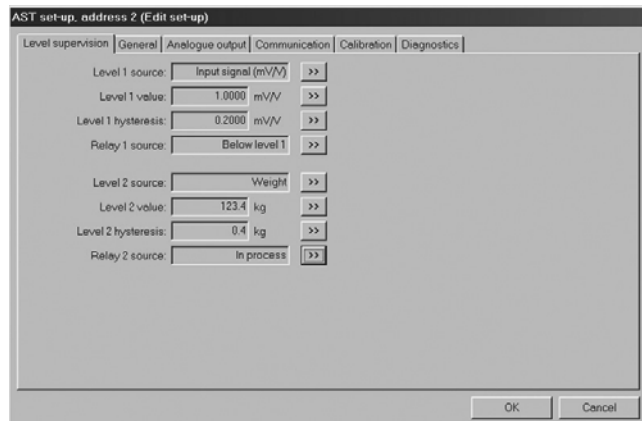 AST set-up, address 2 (Edit set-up)
Level supervision General Analogue output Communication Calibration Diagnostics
Level 1 source: Input signal (mV/V) >>
Level 1 value: 1.0000 mV/V >>
Level 1 hysteresis: 0.2000 mV/V >>
Relay 1 source: Below level 1 >>
Level 2 source: Weight >>
Level 2 value: 123.4 kg >>
Level 2 hysteresis: 0.4 kg >>
Relay 2 source: In process >>
OK Cancel